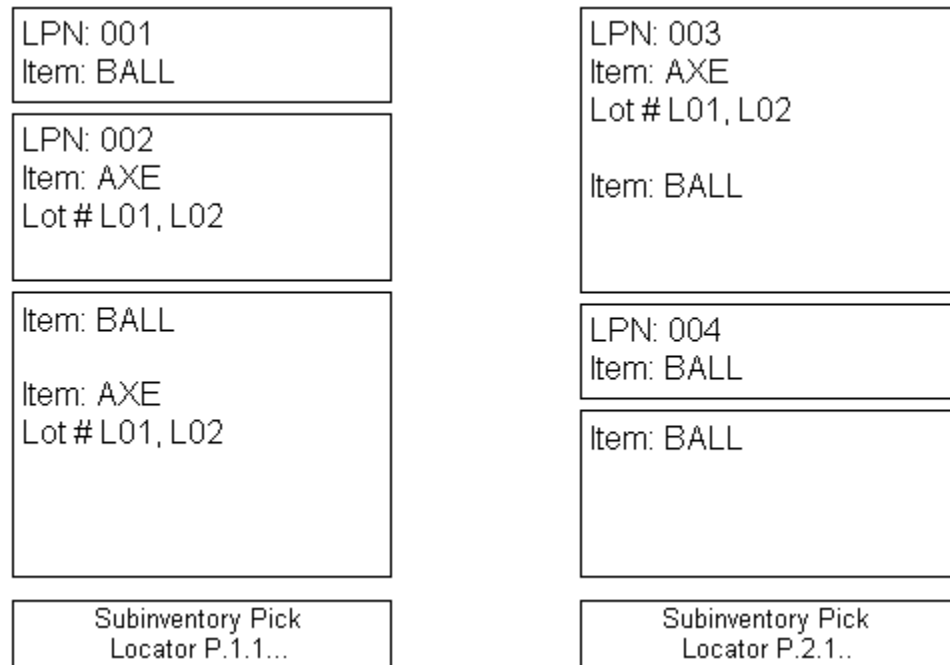 LPN: 001
Item: BALL
LPN: 002
Item: AXE
Lot # L01, L02
Item: BALL
Item: AXE
Lot # L01, L02
Subinventory Pick
Locator P.1.1...
LPN: 003
Item: AXE
Lot # L01, L02
Item: BALL
LPN: 004
Item: BALL
Item: BALL
Subinventory Pick
Locator P.2.1..